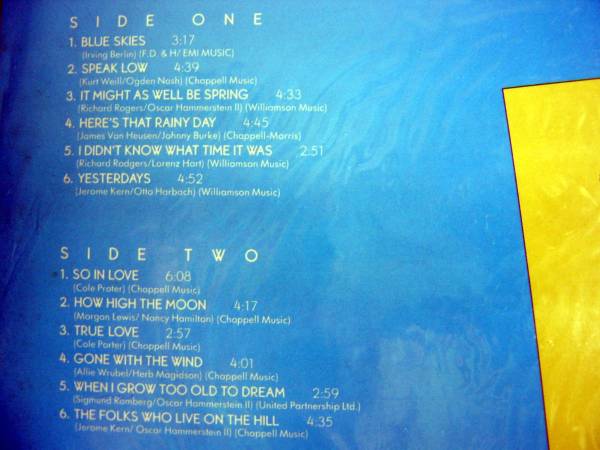 SIDE ONE
1. BLUE SKIES 3:17
(Irving Berlin) (F.D. & H/ EMI MUSIC)
2. SPEAK LOW 4:39
(Kurt Weill/Ogden Nash) (Chappell Music)
3. IT MIGHT AS WELL BE SPRING 4:33
(Richard Rogers/Oscar Hammerstein II) (Williamson Music)
4. HERE'S THAT RAINY DAY 4:45
(James Van Heusen/Johnny Burke) (Chappell-Morris)
5. I DIDN'T KNOW WHAT TIME IT WAS 2:51
(Richard Rodgers/Lorenz Hart) (Williamson Music)
6. YESTERDAYS 4:52
(Jerome Kern/Otto Harbach) (Williamson Music)
SIDE TWO
1. SO IN LOVE 6:08
(Cole Prater) (Chappell Music)
2. HOW HIGH THE MOON 4:17
(Morgan Lewis/ Nancy Hamilton) (Chappell Music)
3. TRUE LOVE 2:57
(Cole Porter) (Chappell Music)
4. GONE WITH THE WIND 4:01
(Allie Wrubel/Herb Magidson) (Chappell Music)
5. WHEN I GROW TOO OLD TO DREAM 2:59
(Sigmund Romberg/Oscar Hammerstein II) (United Partnership Ltd.)
6. THE FOLKS WHO LIVE ON THE HILL 4:35
(Jerome Kern/ Oscar Hammerstein II) (Chappell Music)